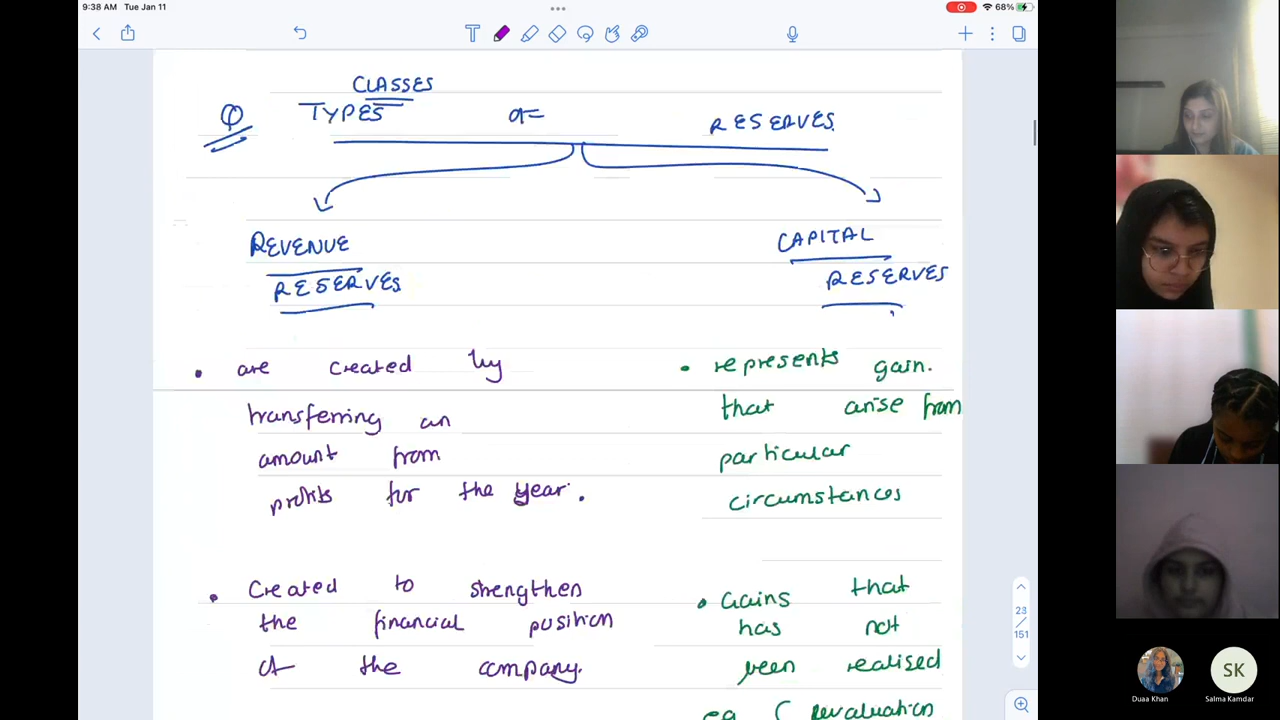 9:38 AM Tue Jan 11
68%
CLASSES
Q TYPES OF RESERVES.
REVENUE
RESERVES
CAPITAL
RESERVES
• are created by
transferring an
amount from
profits for the year.
• Created to strengthen
the financial position
of the company.
• represents gain.
that arise from
particular
circumstances
• Gains that
has not
been realised
eg ( revaluation
23
/
151
Duaa Khan
SK
Salma Kamdar